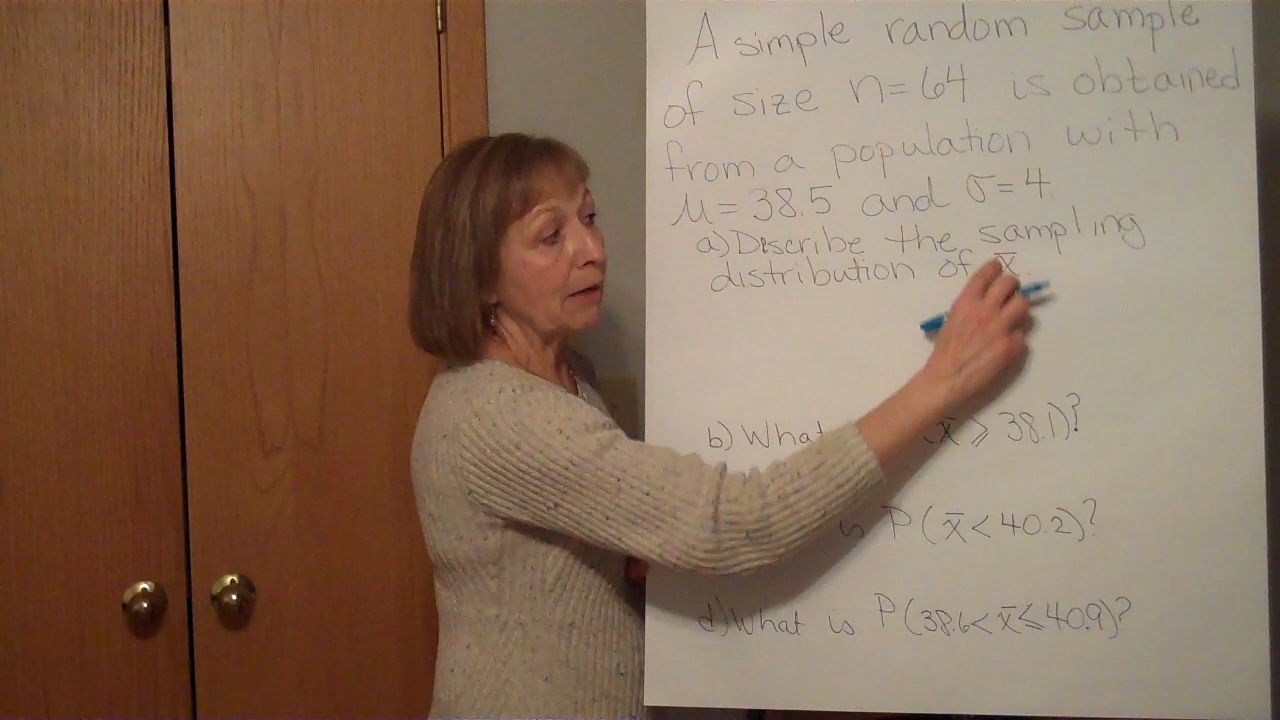 A simple random sample
of size n=64 is obtained
from a population with
μ=38.5 and σ=4.
a) Describe the sampling
distribution of x̅.
b) What x̅ ⩾ 38.1)?
is P(x̅<40.2)?
d) What is P(38.6<x̅⩽40.9)?